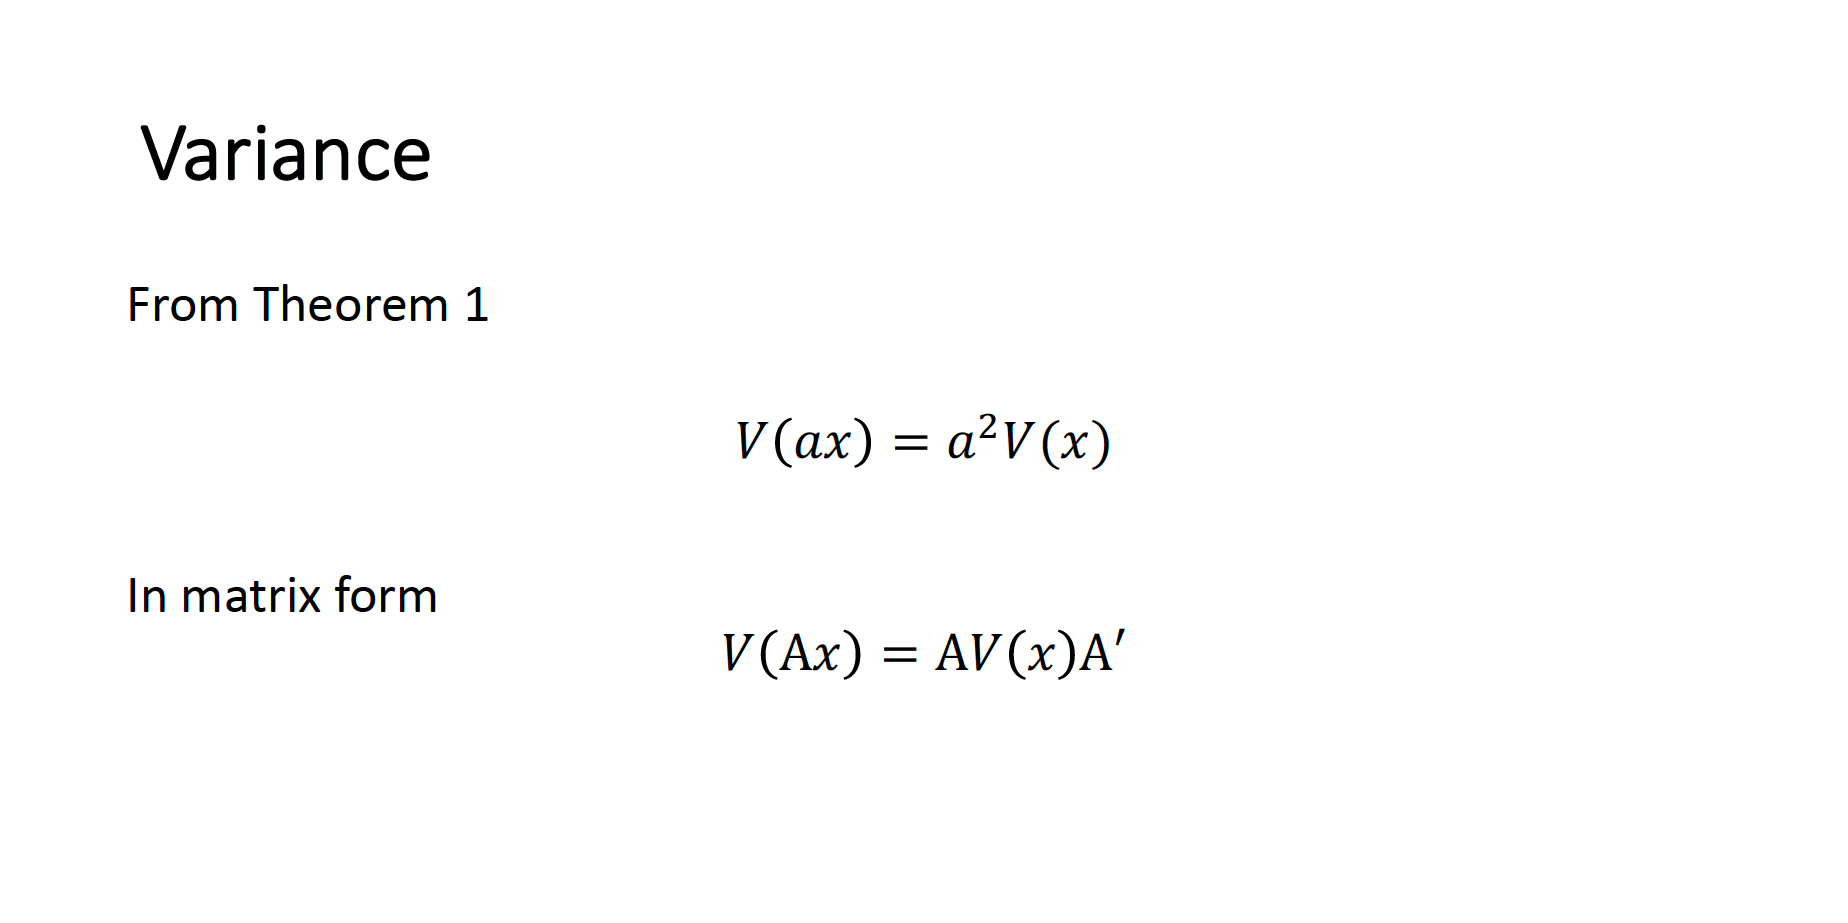 Variance
From Theorem 1
V(ax) = a²V(x)
In matrix form
V(Ax) = AV(x)A′